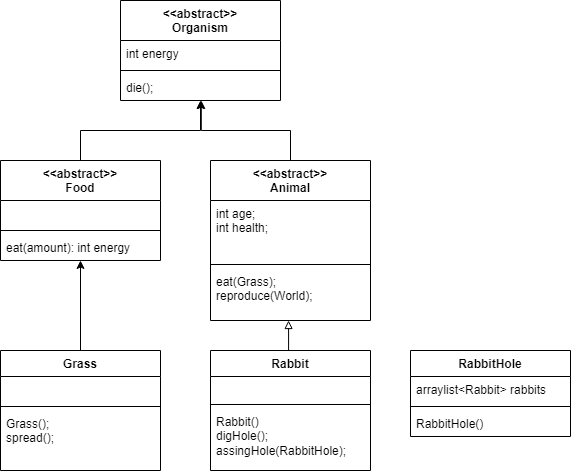 <<abstract>>
Organism
int energy
die();
<<abstract>>
Food
eat(amount): int energy
<<abstract>>
Animal
int age;
int health;
eat(Grass);
reproduce(World);
Grass
Grass();
spread();
Rabbit
Rabbit()
digHole();
assingHole(RabbitHole);
RabbitHole
arraylist<Rabbit> rabbits
RabbitHole()